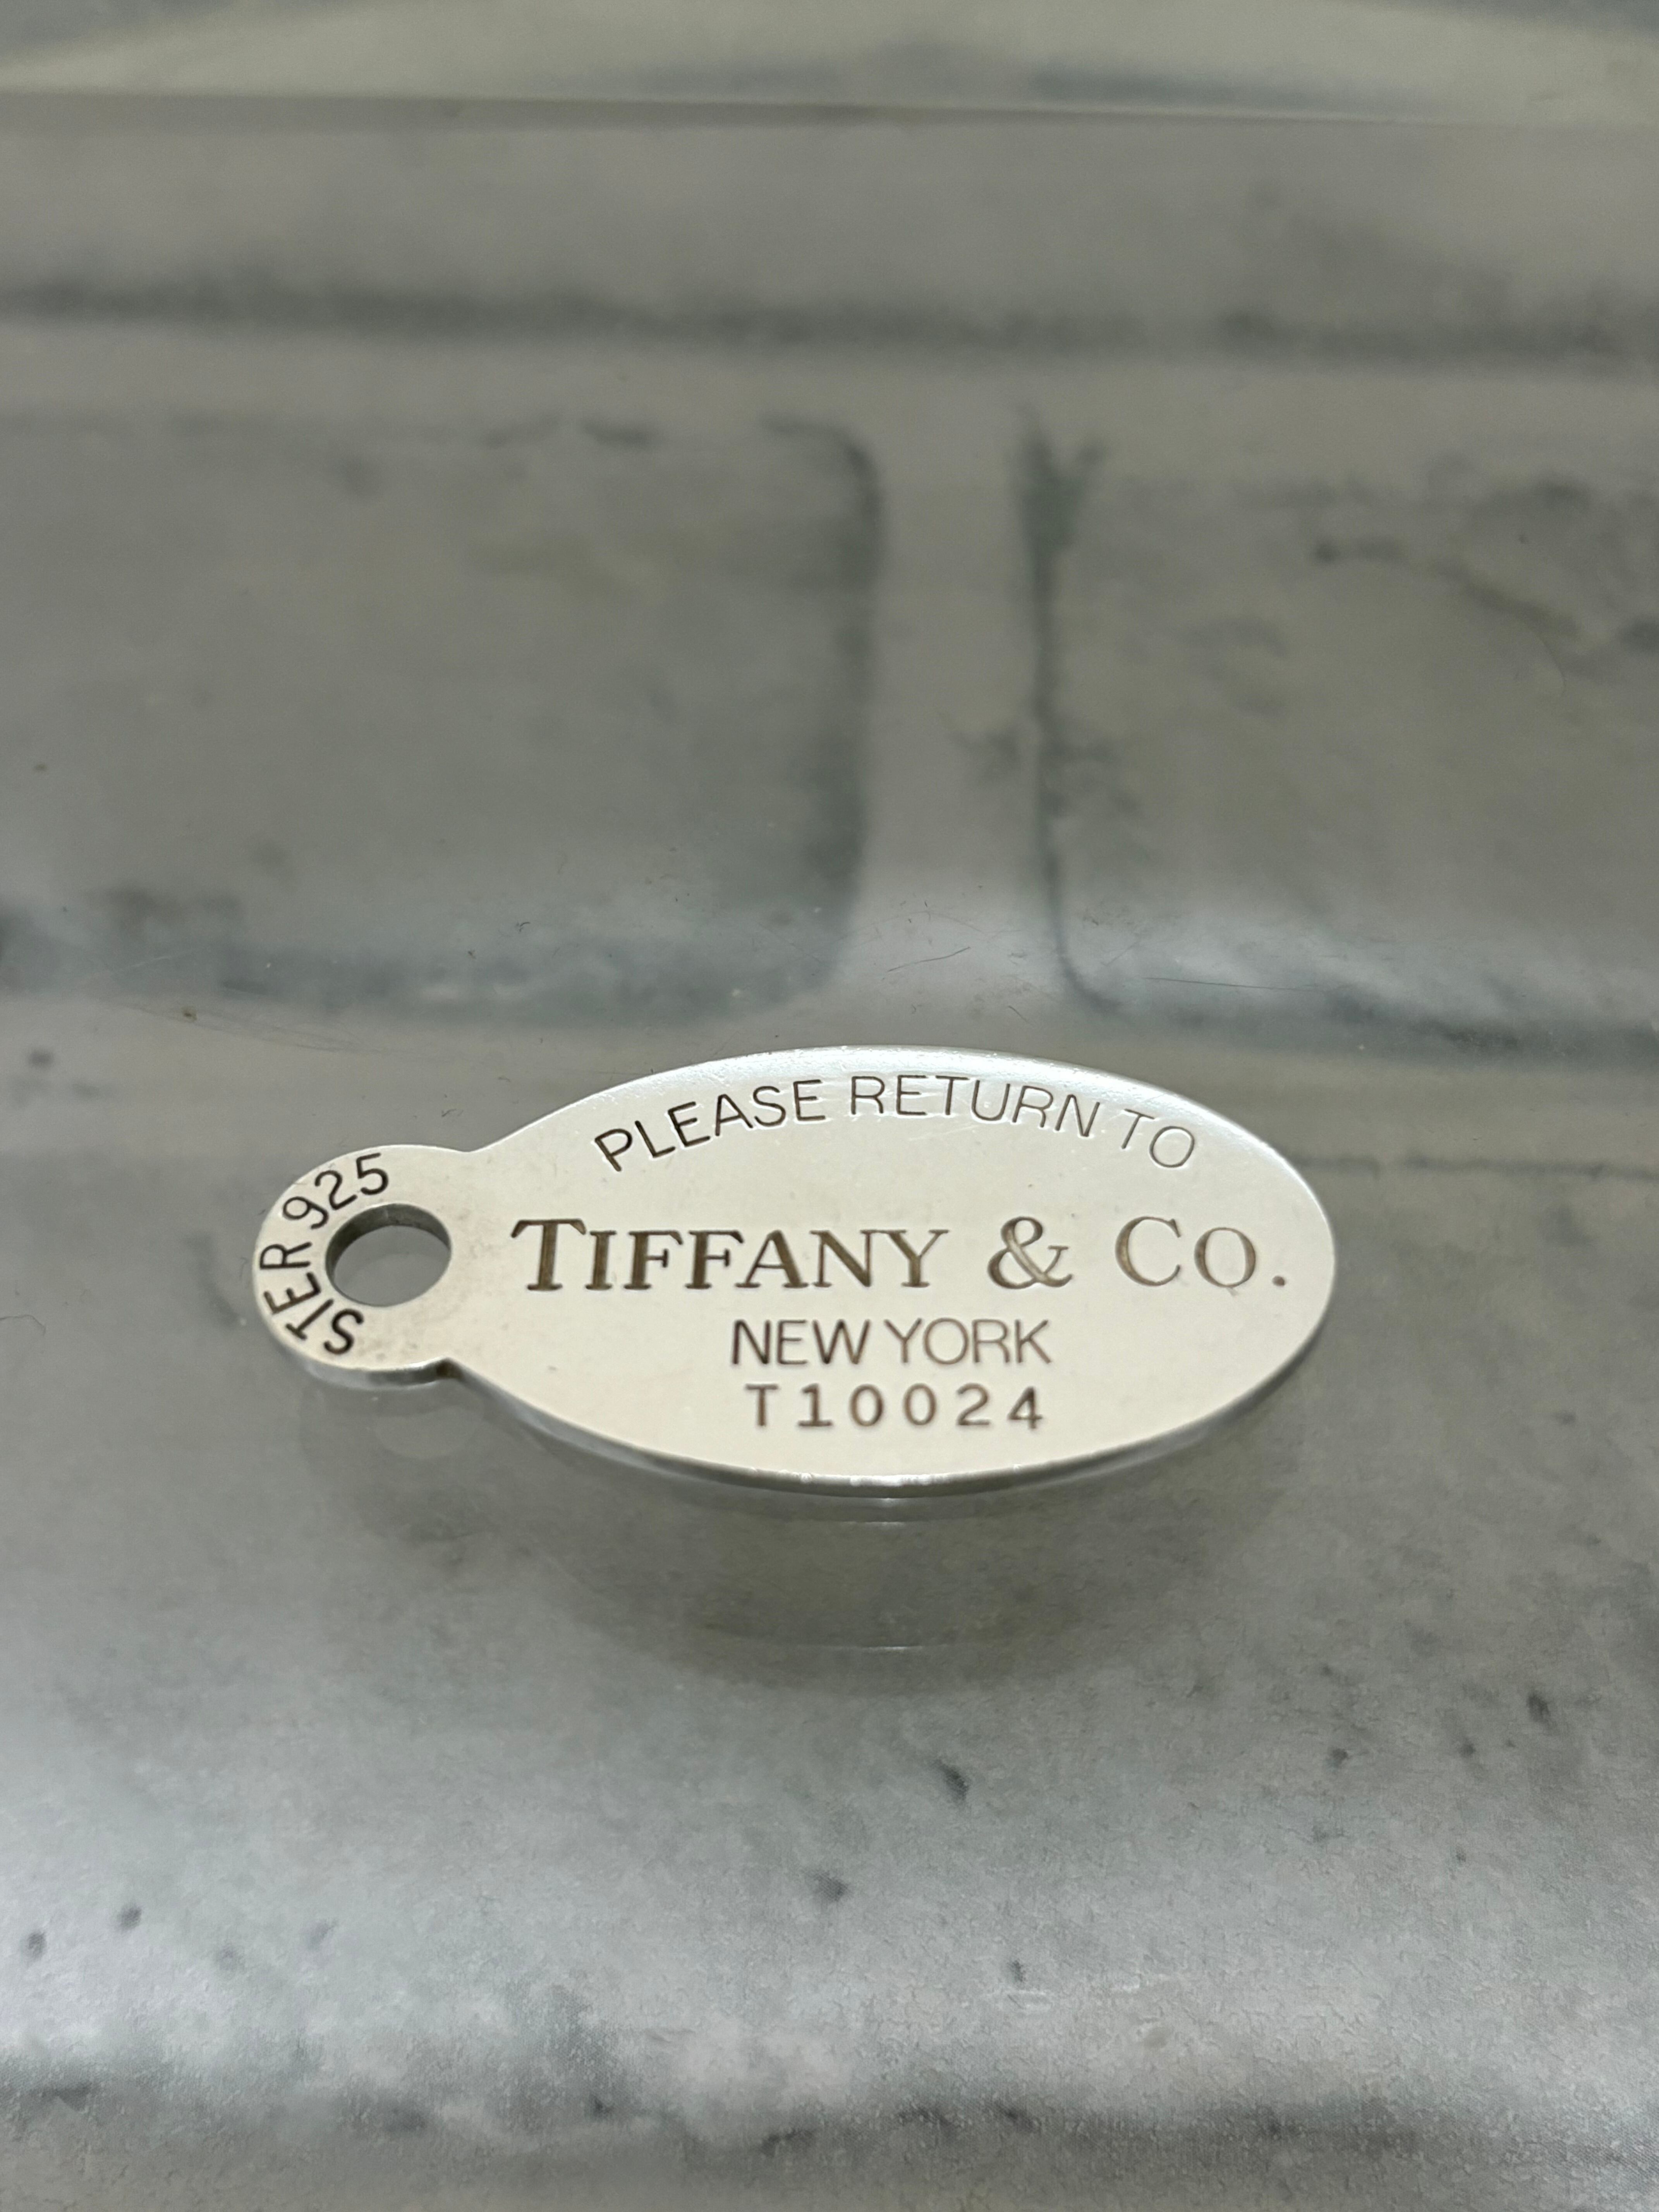 PLEASE RETURN TO
TIFFANY & CO.
NEW YORK
T10024
STER 925